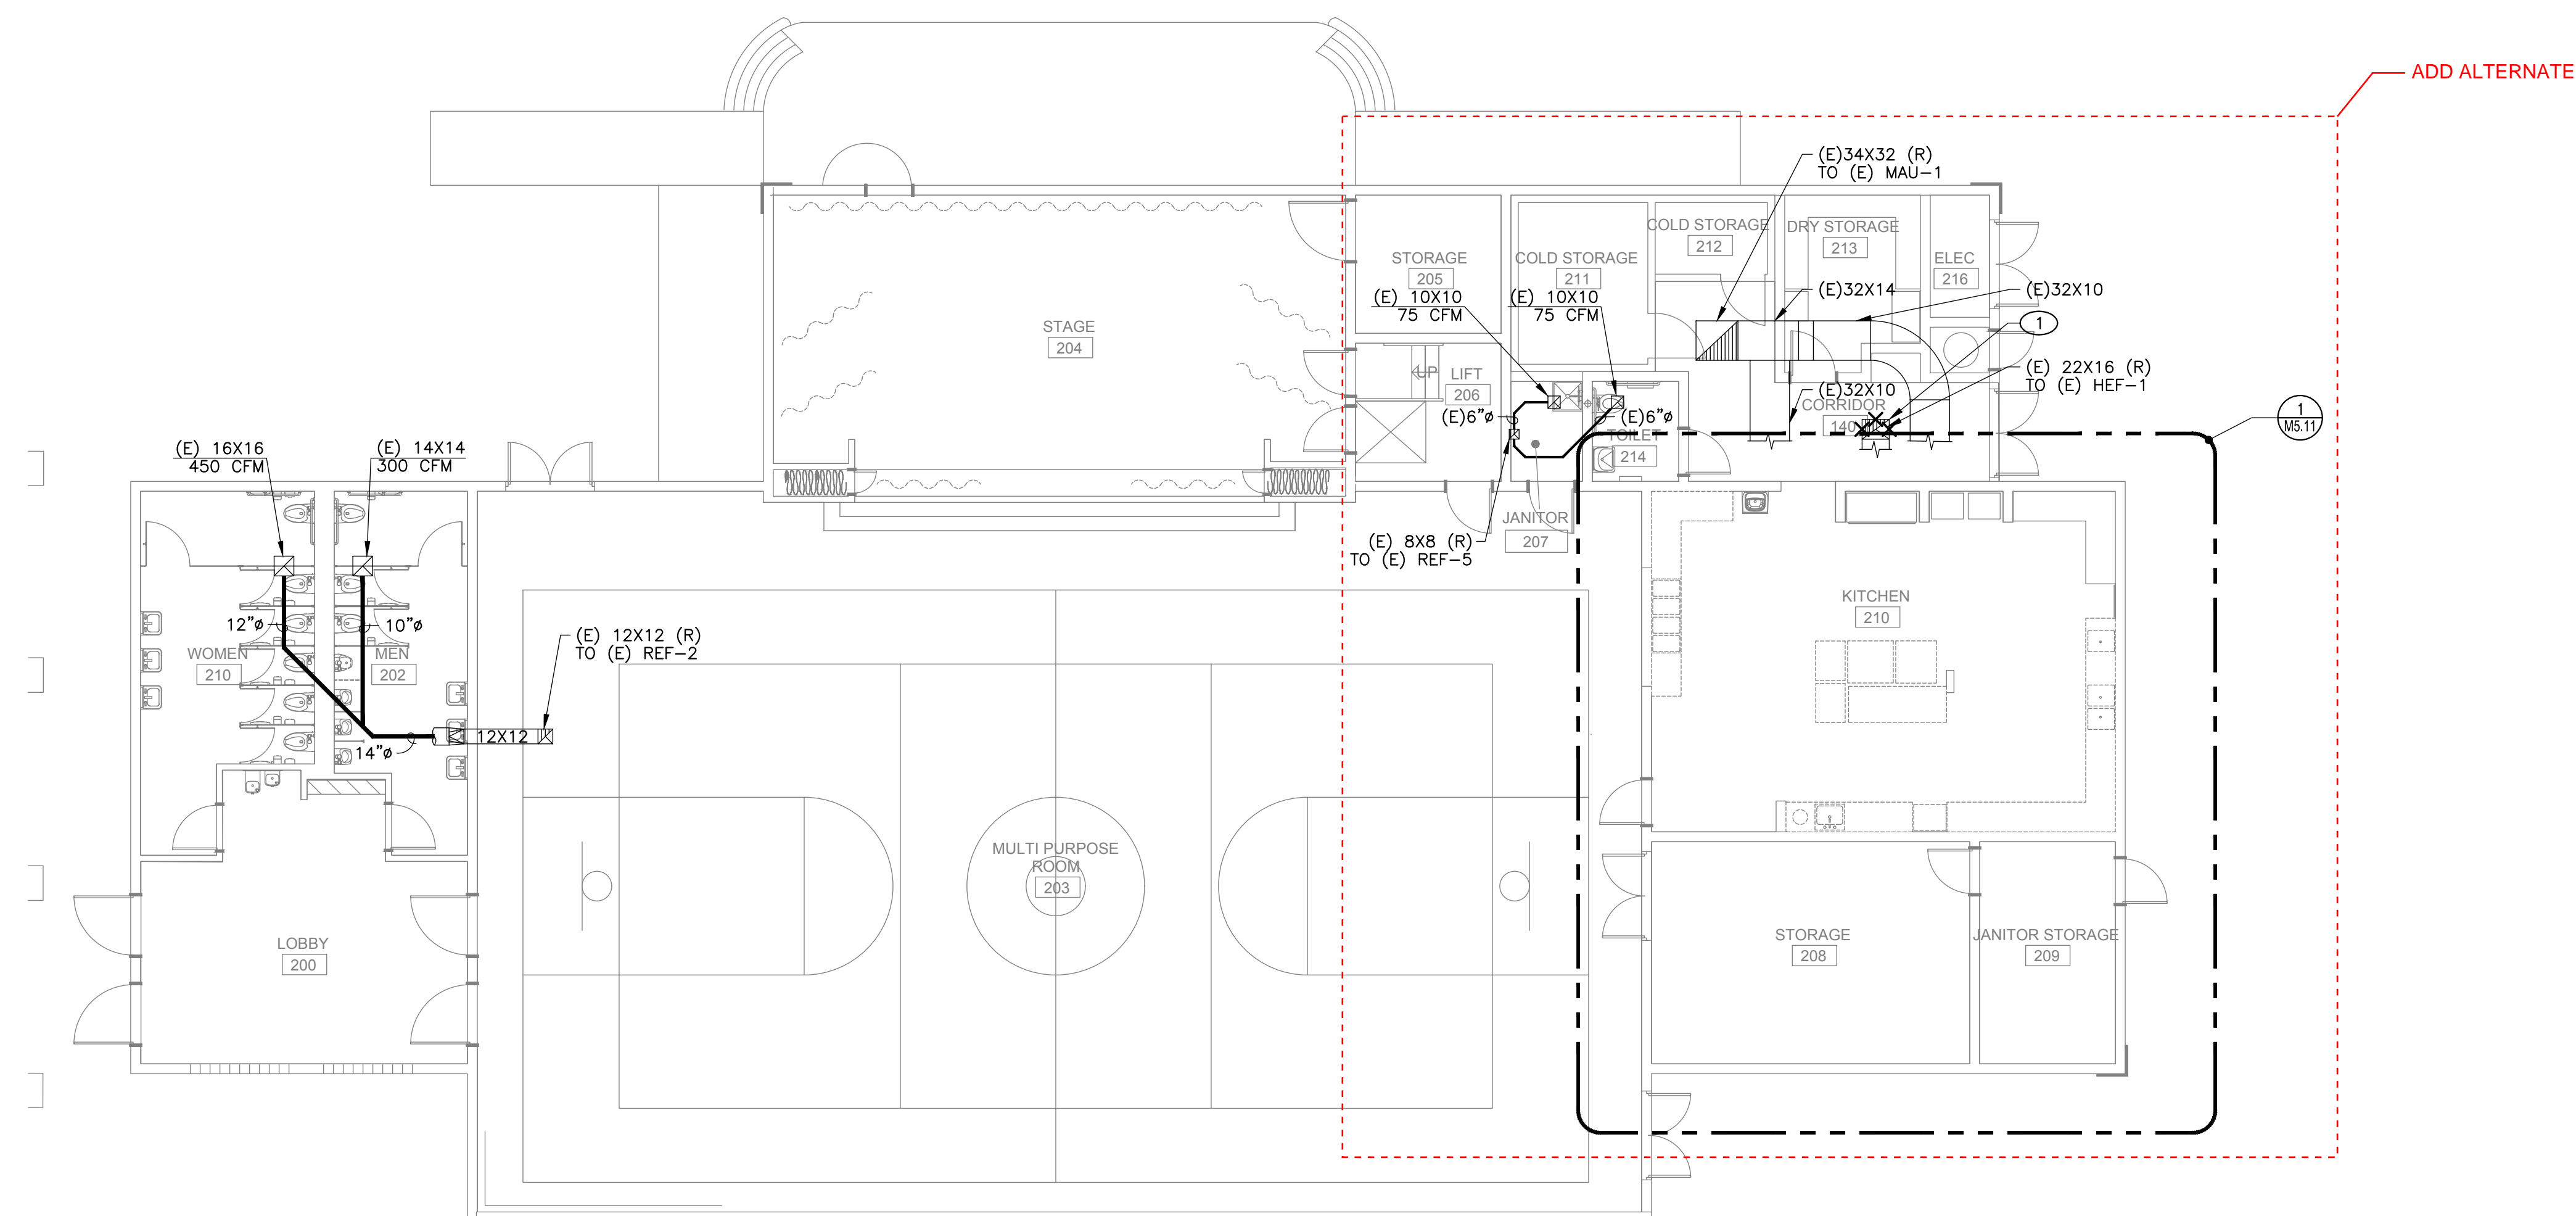 ADD ALTERNATE
(E)34X32 (R)
TO (E) MAU-1
COLD STORAGE
212
DRY STORAGE
213
STORAGE
205
COLD STORAGE
211
ELEC
216
(E) 10X10
75 CFM
(E) 10X10
75 CFM
(E)32X14
(E)32X10
1
STAGE
204
UP
LIFT
206
(E) 22X16 (R)
TO (E) HEF-1
(E)32X10
CORRIDOR
140
(E)6"ø
(E)6"ø
TOILET
214
1
M5.11
(E) 16X16
450 CFM
(E) 14X14
300 CFM
JANITOR
207
(E) 8X8 (R)
TO (E) REF-5
KITCHEN
210
12"ø
10"ø
WOMEN
210
MEN
202
(E) 12X12 (R)
TO (E) REF-2
12X12
14"ø
MULTI PURPOSE
ROOM
203
LOBBY
200
STORAGE
208
JANITOR STORAGE
209